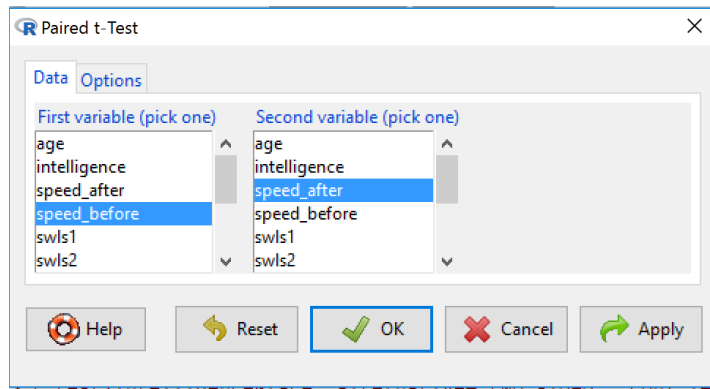 Paired t-Test
Data Options
First variable (pick one) Second variable (pick one)
age age
intelligence intelligence
speed_after speed_after
speed_before speed_before
swls1 swls1
swls2 swls2
Help Reset OK Cancel Apply